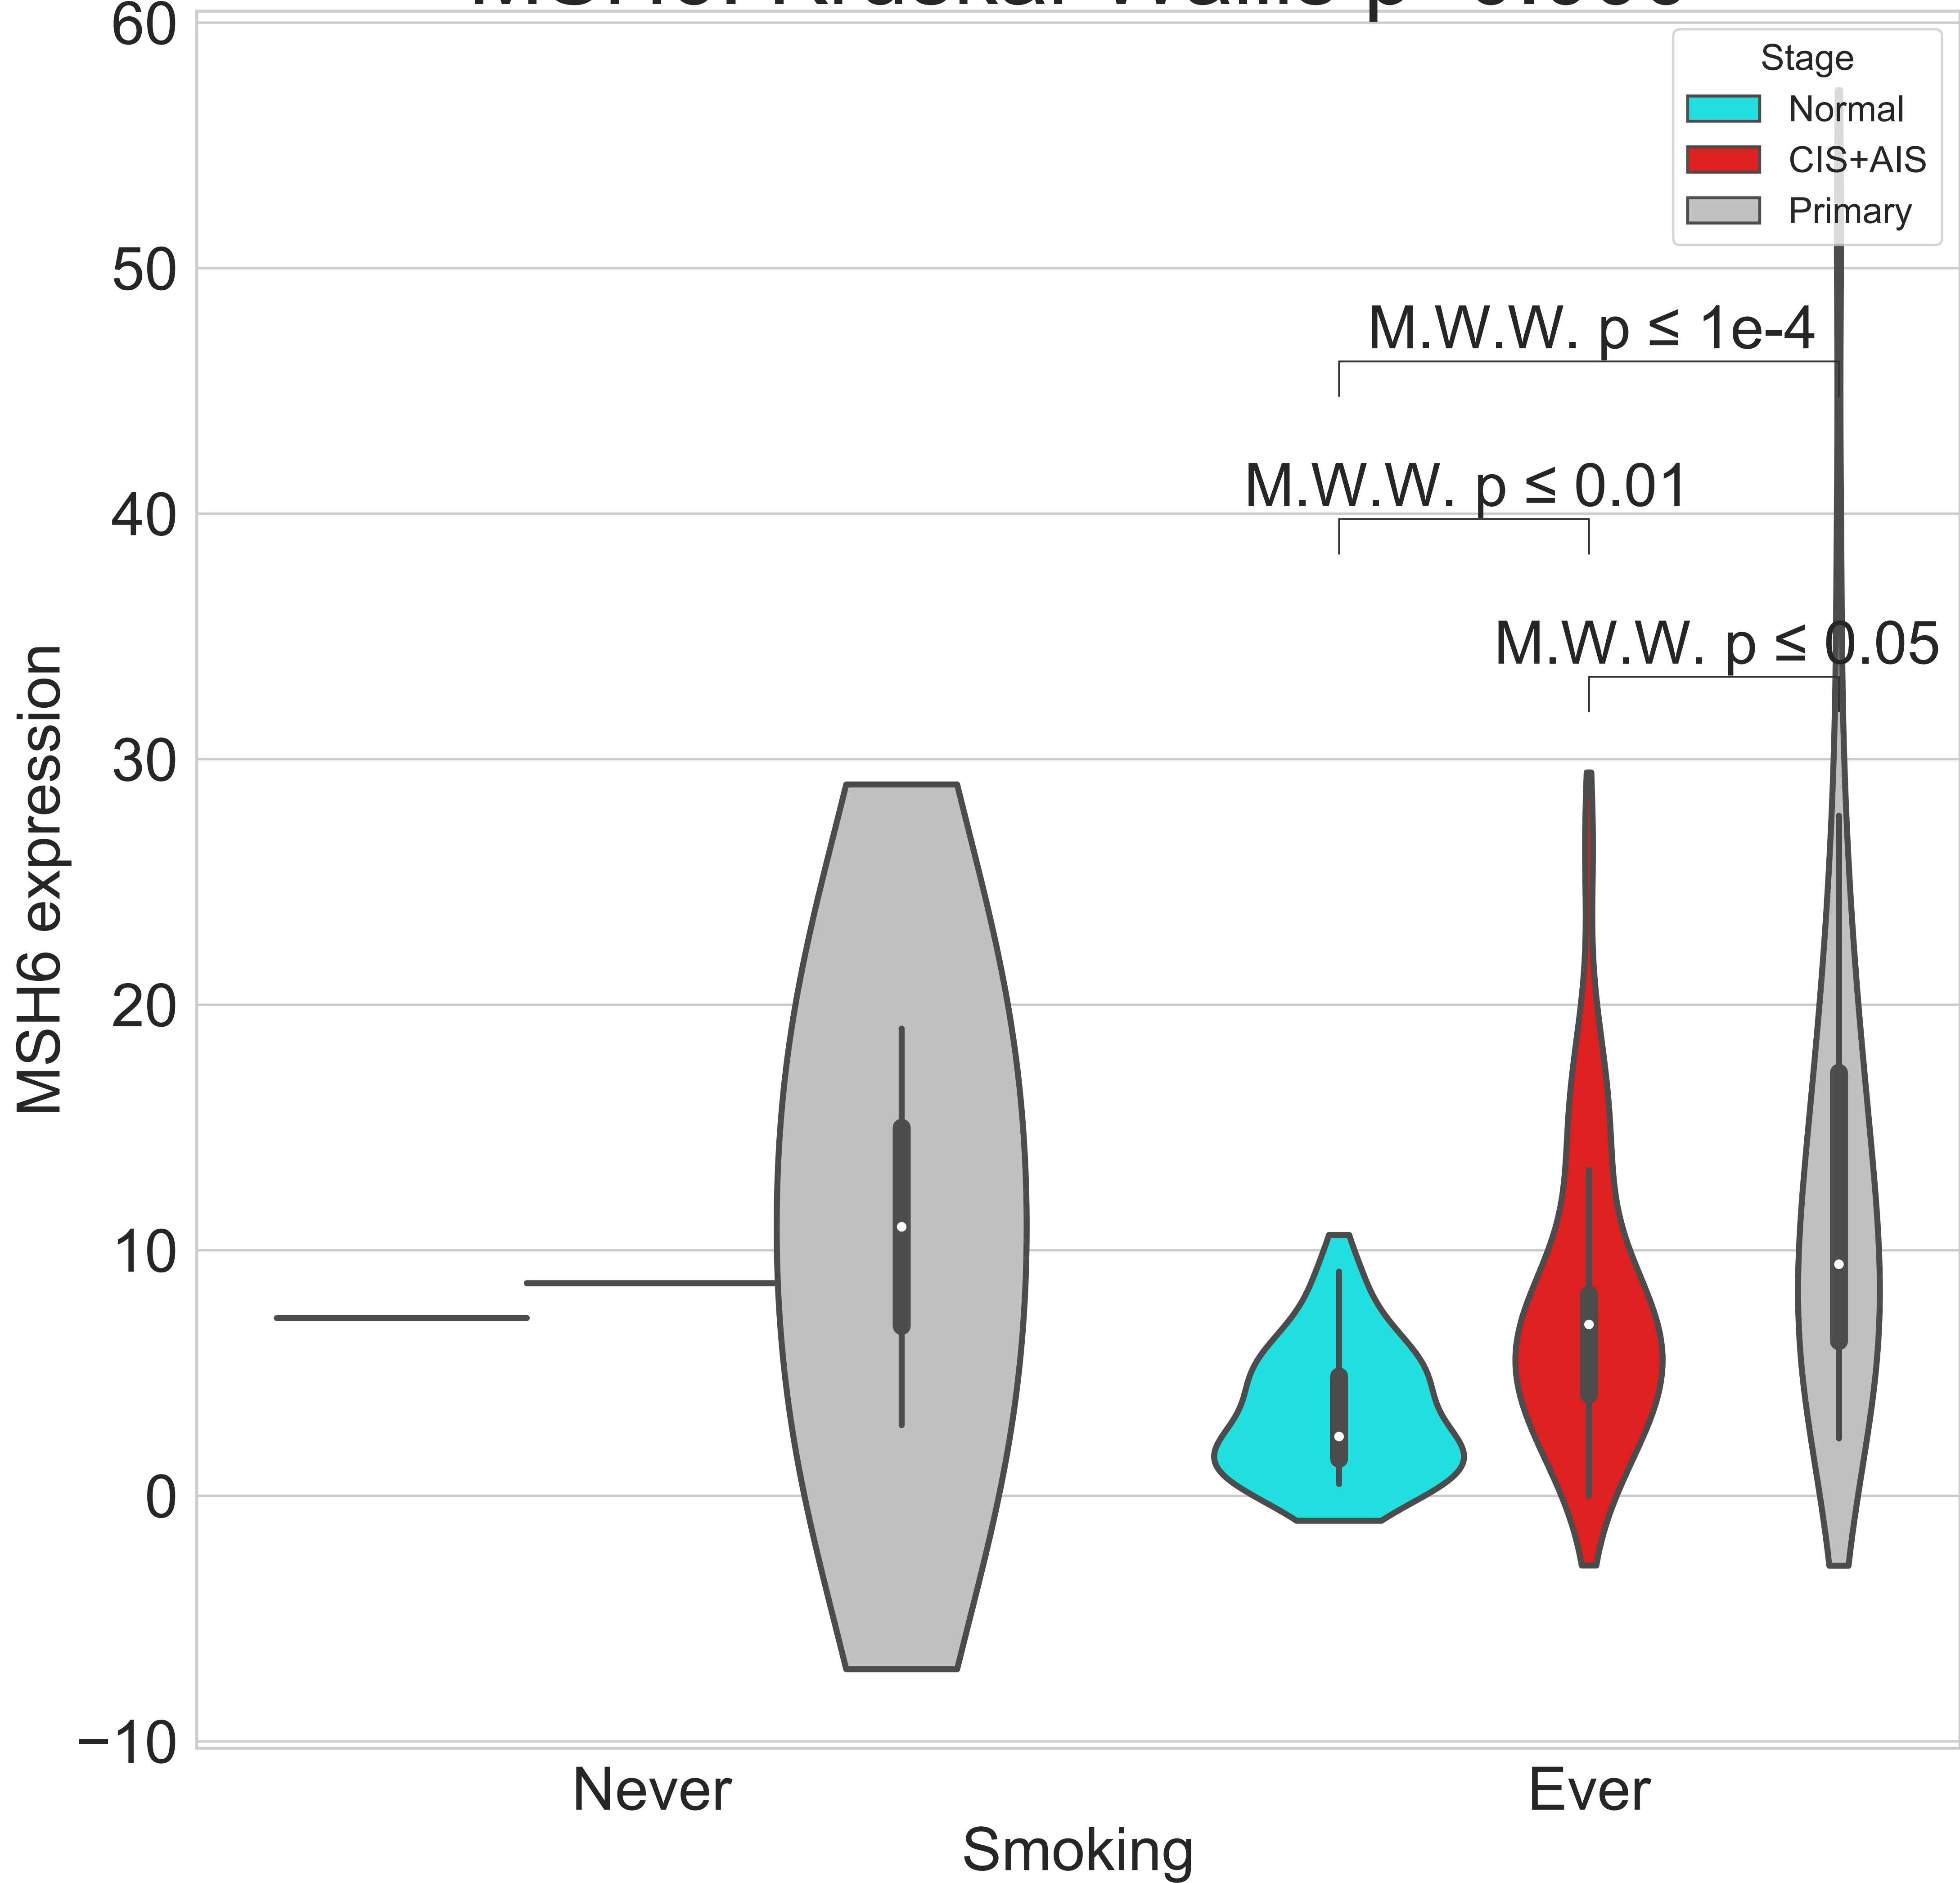 60
50
40
30
20
10
0
−10
MSH6 expression
Stage
Normal
CIS+AIS
Primary
M.W.W. p ≤ 1e-4
M.W.W. p ≤ 0.01
M.W.W. p ≤ 0.05
Never
Ever
Smoking